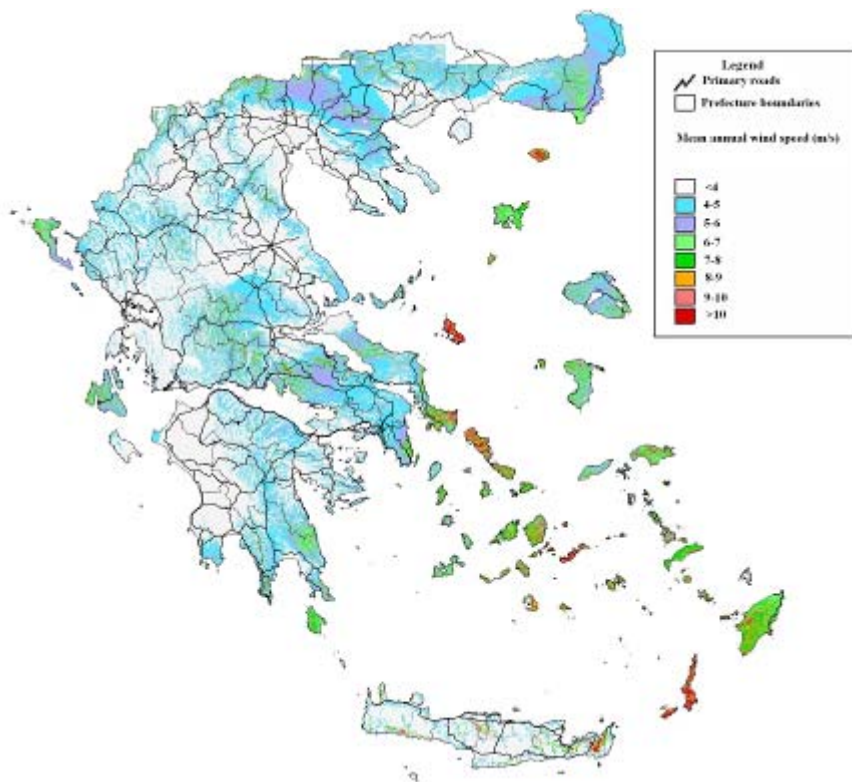 Legend
Primary roads
Prefecture boundaries
Mean annual wind speed (m/s)
<4
4-5
5-6
6-7
7-8
8-9
9-10
>10